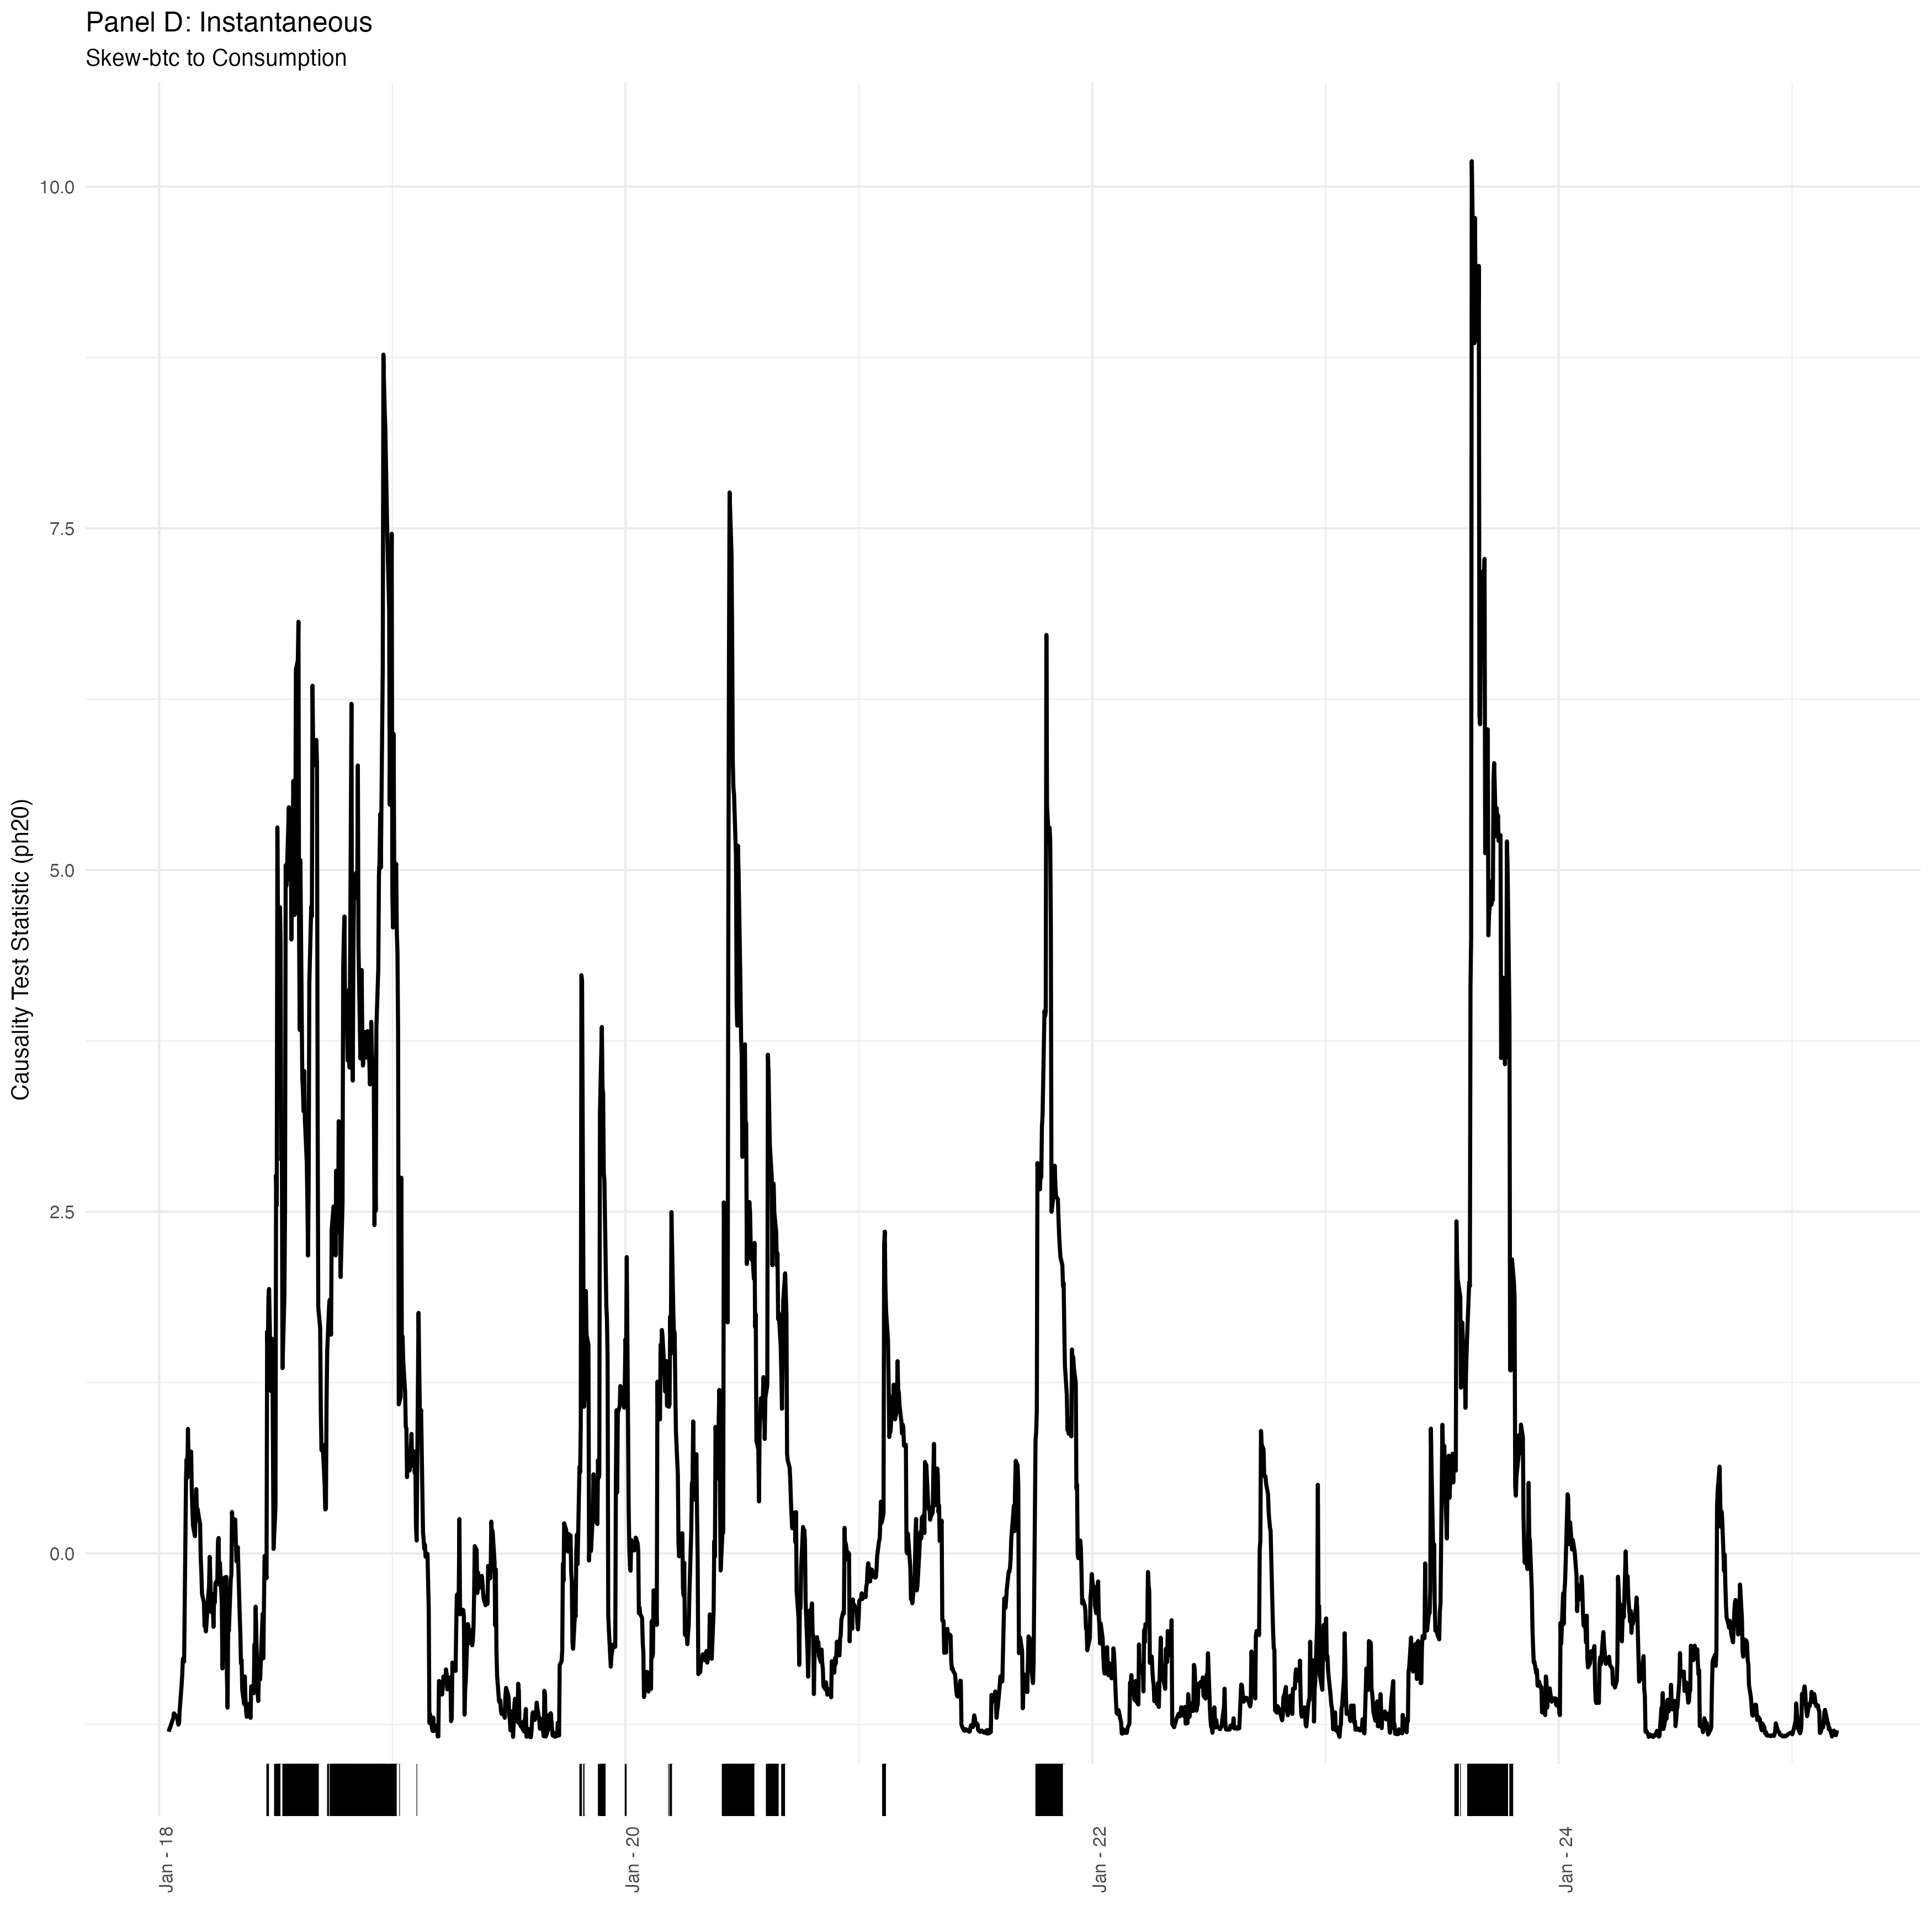 Panel D: Instantaneous
Skew-btc to Consumption
Causality Test Statistic (ph20)
10.0
7.5
5.0
2.5
0.0
Jan - 18
Jan - 20
Jan - 22
Jan - 24